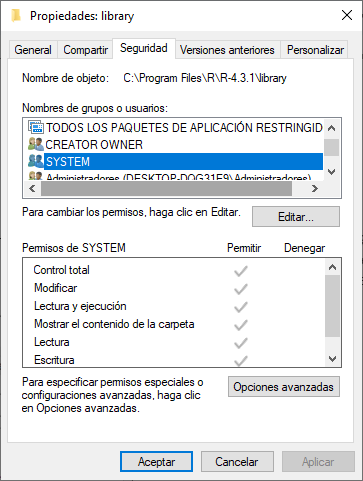 Propiedades: library
General
Compartir
Seguridad
Versiones anteriores
Personalizar
Nombre de objeto: C:\Program Files\R\R-4.3.1\library
Nombres de grupos o usuarios:
TODOS LOS PAQUETES DE APLICACIÓN RESTRINGID
CREATOR OWNER
SYSTEM
Administradores (DESKTOP-DQG31E9\Administradores)
Para cambiar los permisos, haga clic en Editar.
Editar...
Permisos de SYSTEM Permitir Denegar
Control total
Modificar
Lectura y ejecución
Mostrar el contenido de la carpeta
Lectura
Escritura
Para especificar permisos especiales o
configuraciones avanzadas, haga clic
en Opciones avanzadas.
Opciones avanzadas
Aceptar
Cancelar
Aplicar